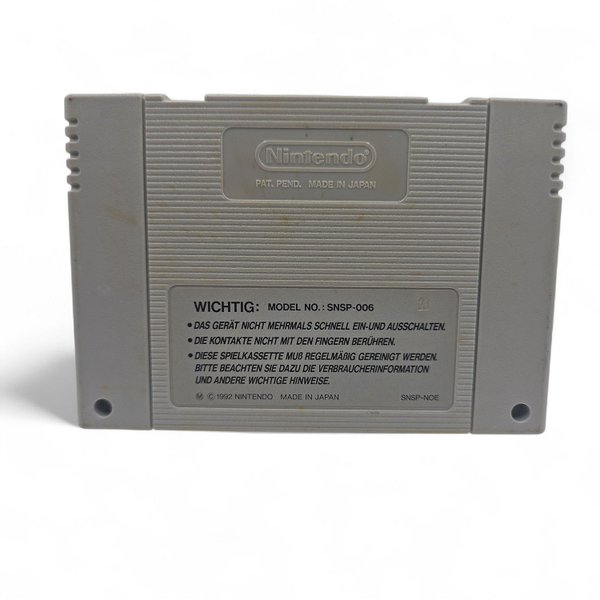 Nintendo®
PAT. PEND. MADE IN JAPAN
WICHTIG: MODEL NO.: SNSP-006
• DAS GERÄT NICHT MEHRMALS SCHNELL EIN-UND AUSSCHALTEN.
• DIE KONTAKTE NICHT MIT DEN FINGERN BERÜHREN.
• DIESE SPIELKASSETTE MUß REGELMÄßIG GEREINIGT WERDEN.
BITTE BEACHTEN SIE DAZU DIE VERBRAUCHERINFORMATION
UND ANDERE WICHTIGE HINWEISE.
Ⓜ © 1992 NINTENDO MADE IN JAPAN SNSP-NOE